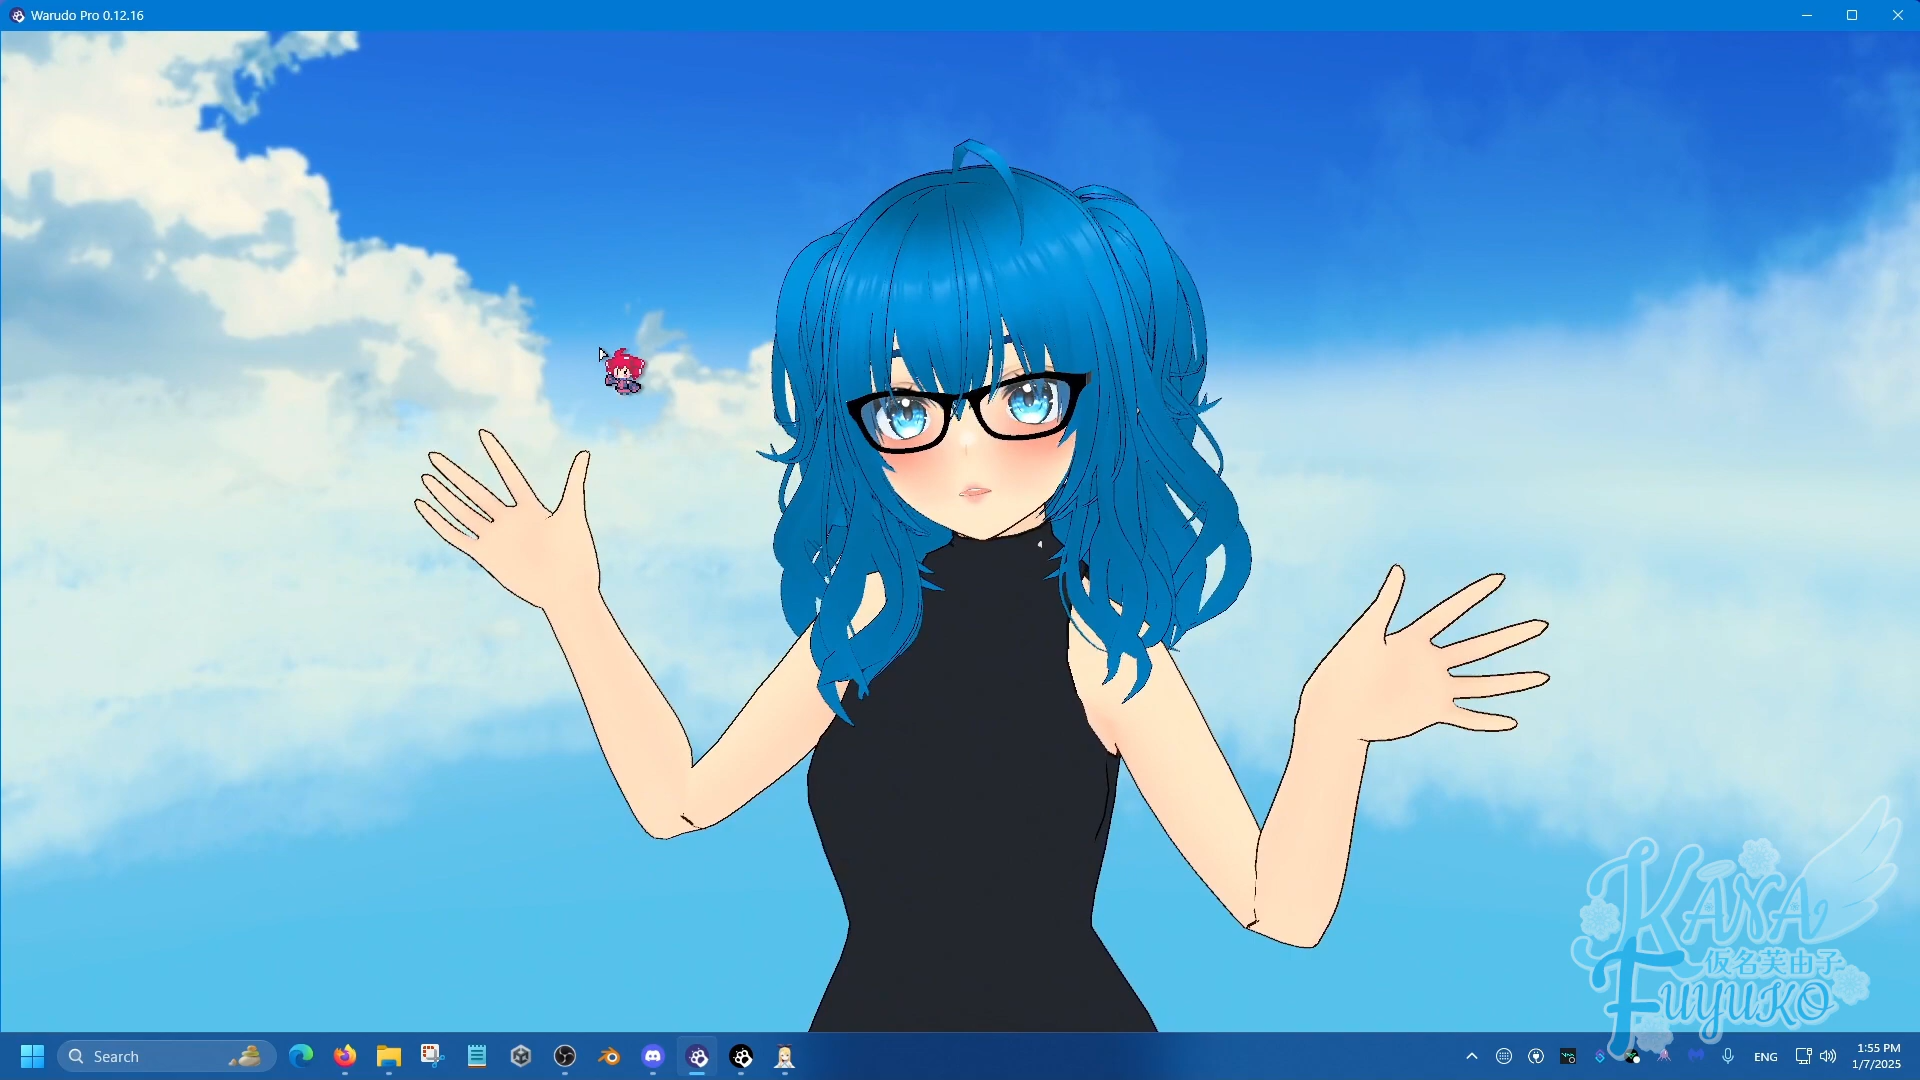 Warudo Pro 0.12.16
KANA
仮名芙由子
FUYUKO
Search
ENG
1:55 PM
1/7/2025